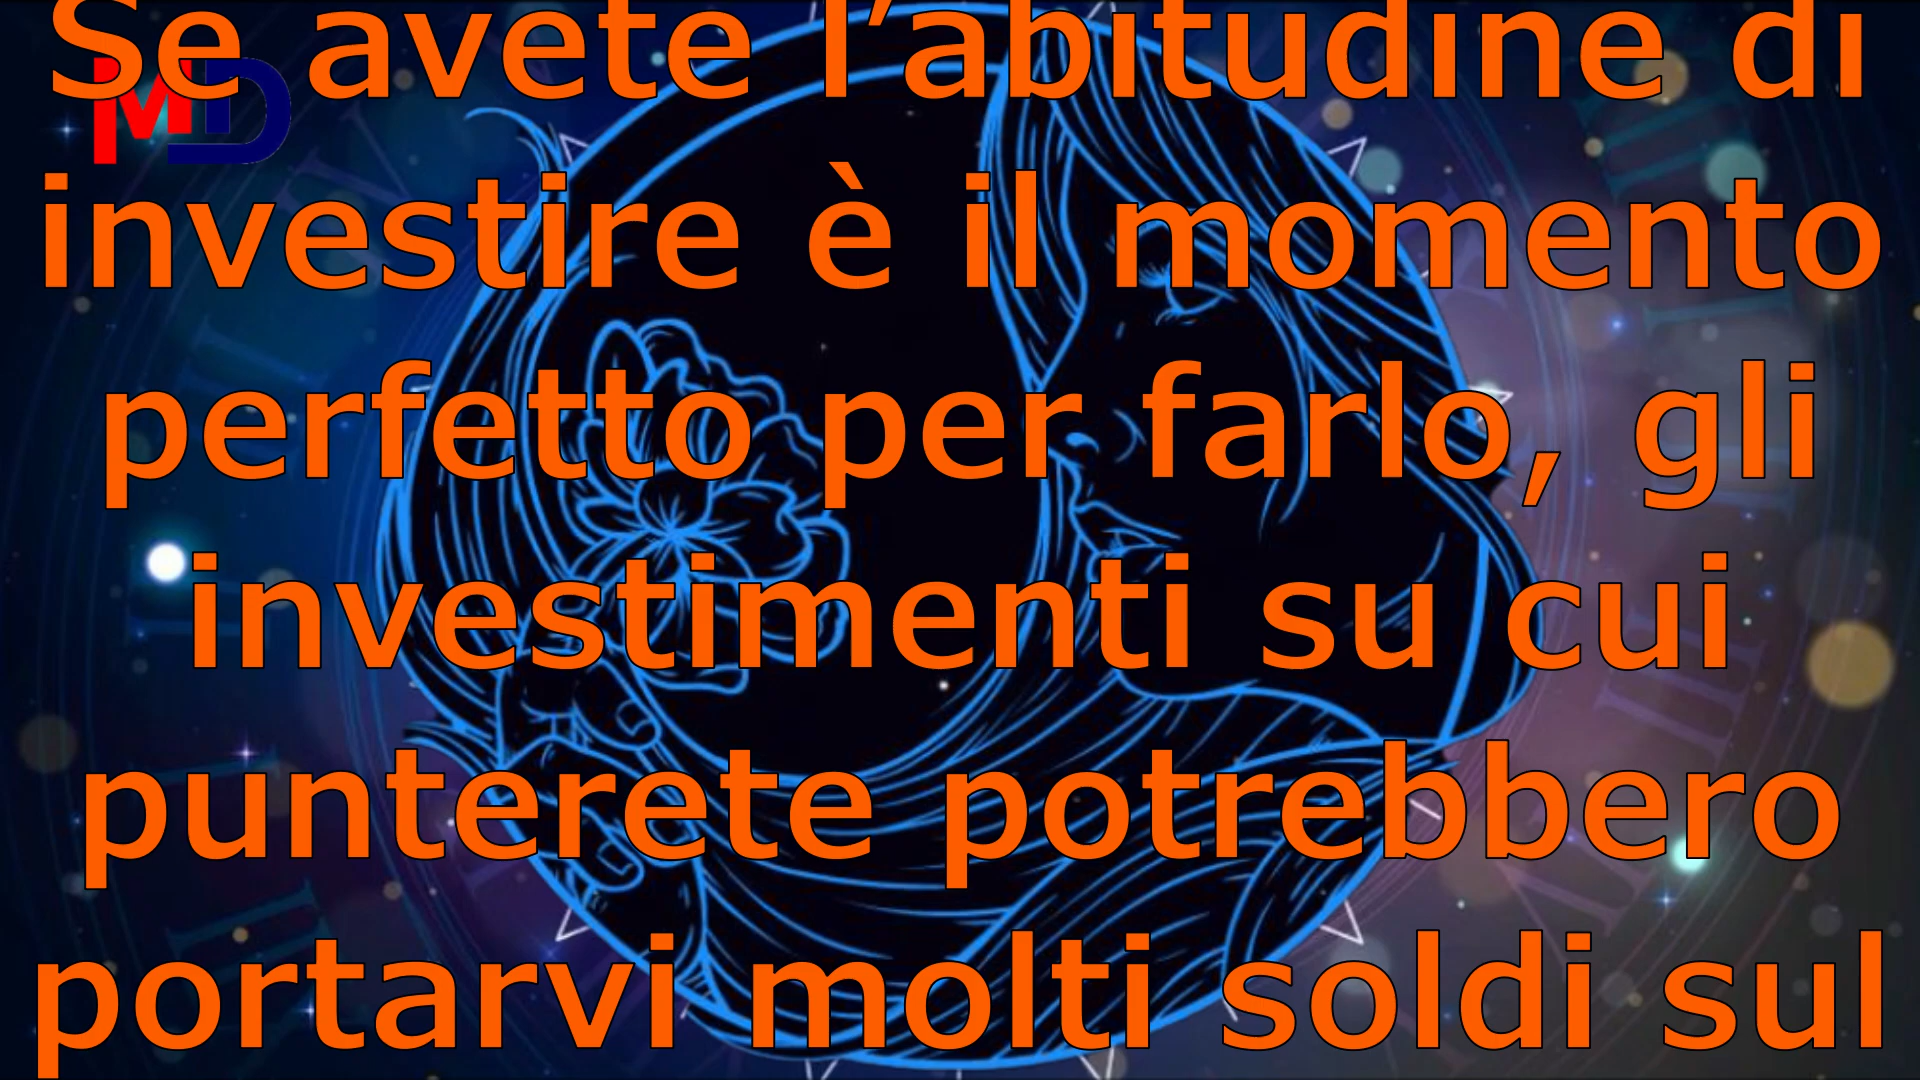 Se avete l’abitudine di
MD
investire è il momento
perfetto per farlo, gli
investimenti su cui
punterete potrebbero
portarvi molti soldi sul